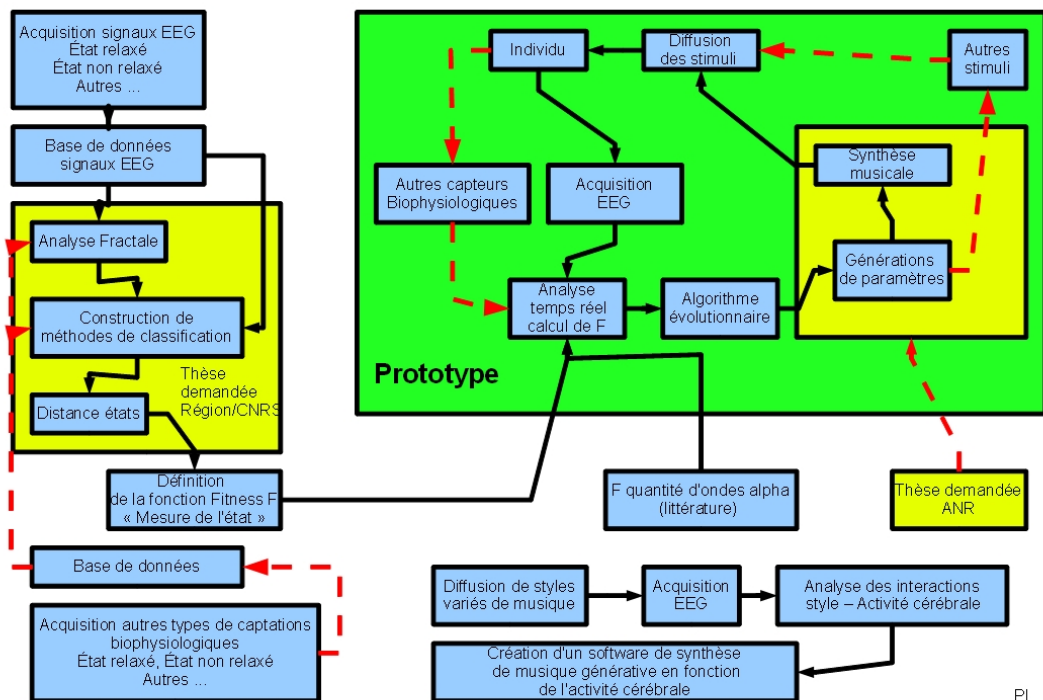 Acquisition signaux EEG
État relaxé
État non relaxé
Autres ...
Base de données
signaux EEG
Analyse Fractale
Construction de
méthodes de classification
Thèse
demandée
Région/CNRS
Distance états
Définition
de la fonction Fitness F
« Mesure de l'état »
Base de données
Acquisition autres types de captations
biophysiologiques
État relaxé, État non relaxé
Autres ...
Individu
Diffusion
des stimuli
Autres
stimuli
Autres capteurs
Biophysiologiques
Acquisition
EEG
Synthèse
musicale
Générations
de paramètres
Analyse
temps réel
calcul de F
Algorithme
évolutionnaire
Prototype
F quantité d'ondes alpha
(littérature)
Thèse demandée
ANR
Diffusion de styles
variés de musique
Acquisition
EEG
Analyse des interactions
style – Activité cérébrale
Création d'un software de synthèse
de musique générative en fonction
de l'activité cérébrale